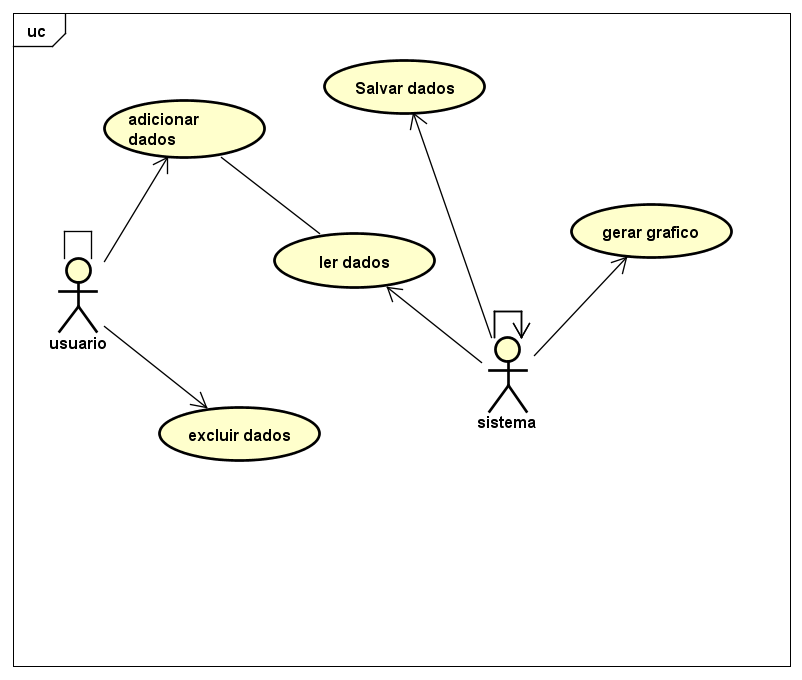 uc
Salvar dados
adicionar
dados
gerar grafico
ler dados
usuario
sistema
excluir dados